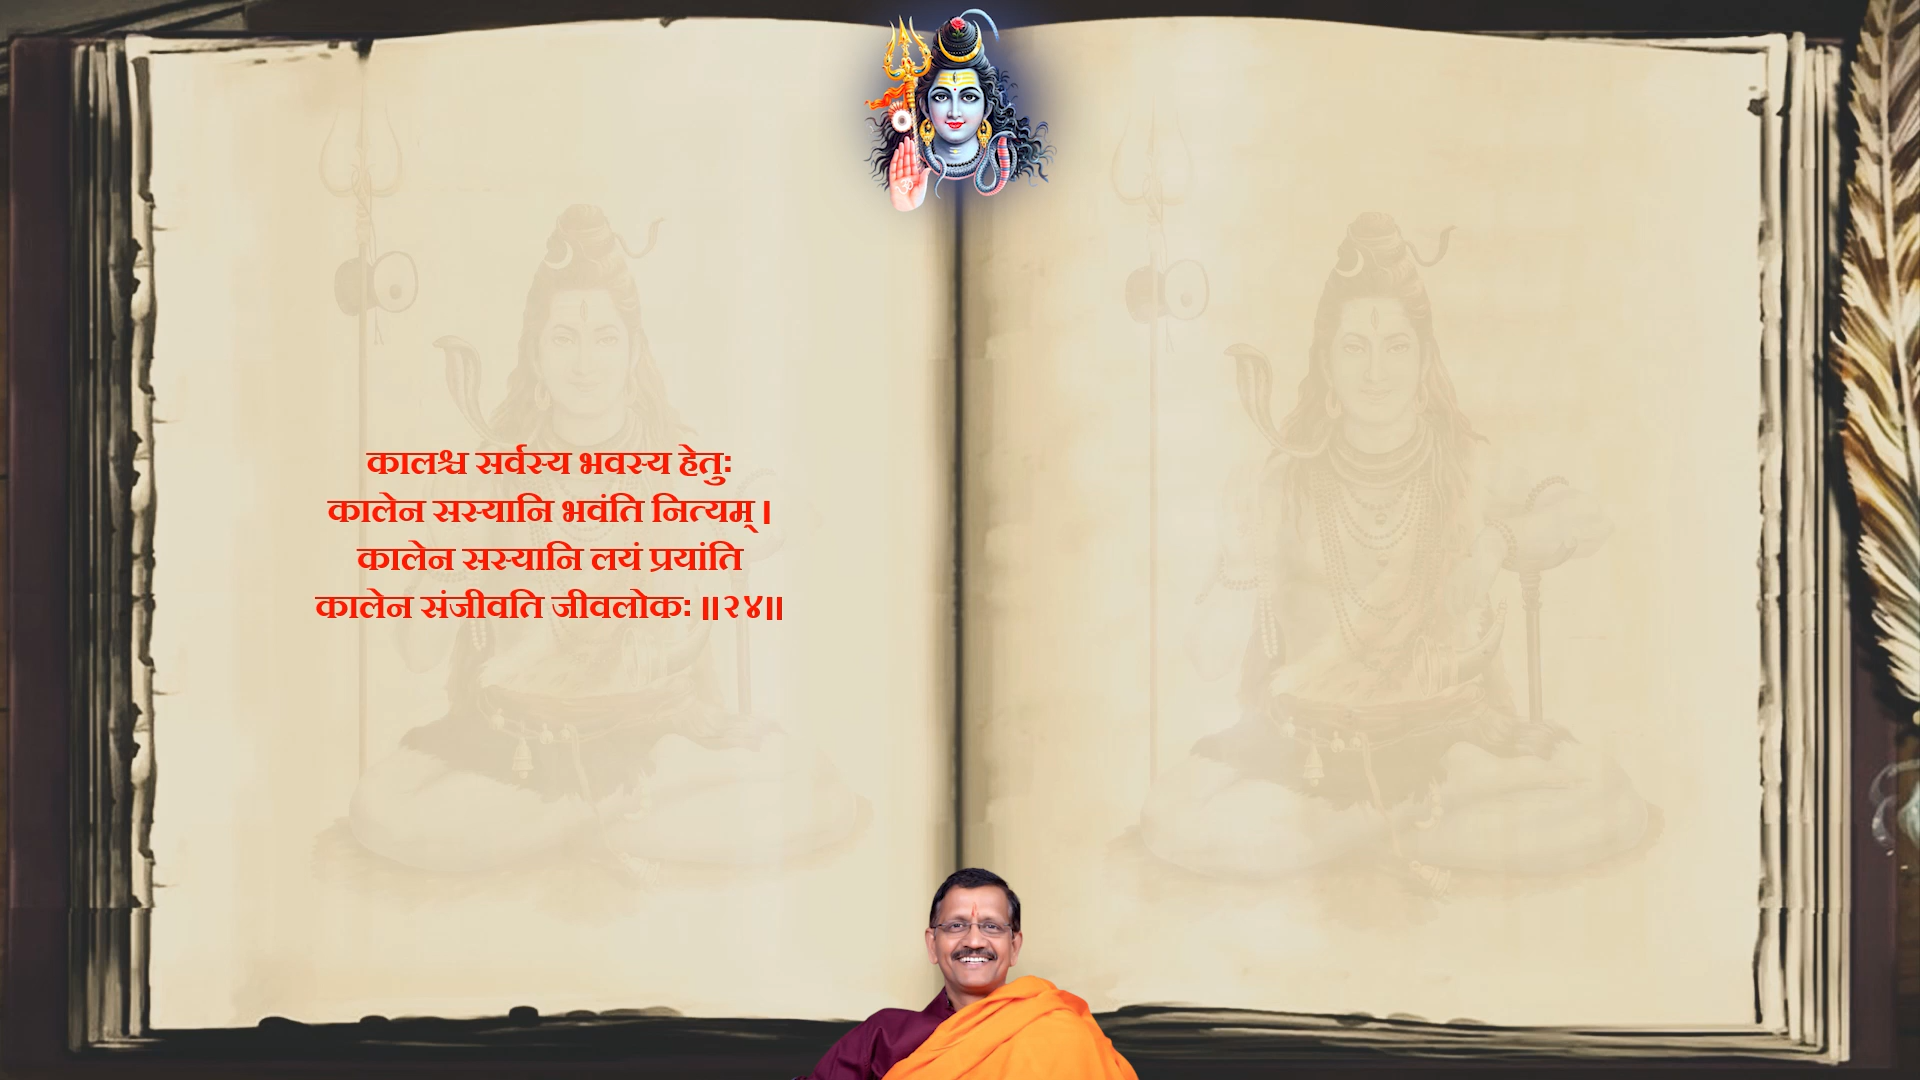 कालश्च सर्वस्य भवस्य हेतुः
कालेन सस्यानि भवंति नित्यम् ।
कालेन सस्यानि लयं प्रयांति
कालेन संजीवति जीवलोकः ॥२४॥